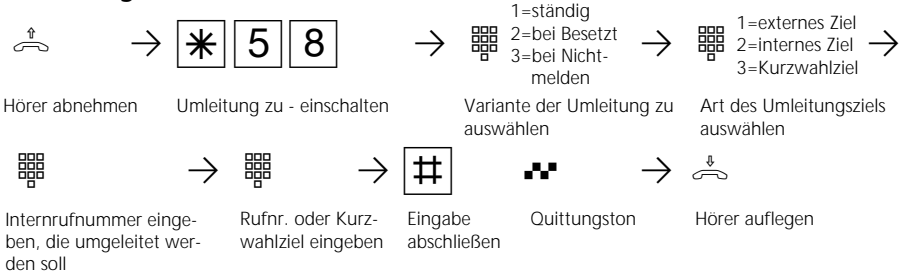 1=ständig
2=bei Besetzt
3=bei Nicht-
melden
1=externes Ziel
2=internes Ziel
3=Kurzwahlziel
* 5 8
Hörer abnehmen
Umleitung zu - einschalten
Variante der Umleitung zu
auswählen
Art des Umleitungsziels
auswählen
#
Internrufnummer einge-
ben, die umgeleitet wer-
den soll
Rufnr. oder Kurz-
wahlziel eingeben
Eingabe
abschließen
Quittungston
Hörer auflegen